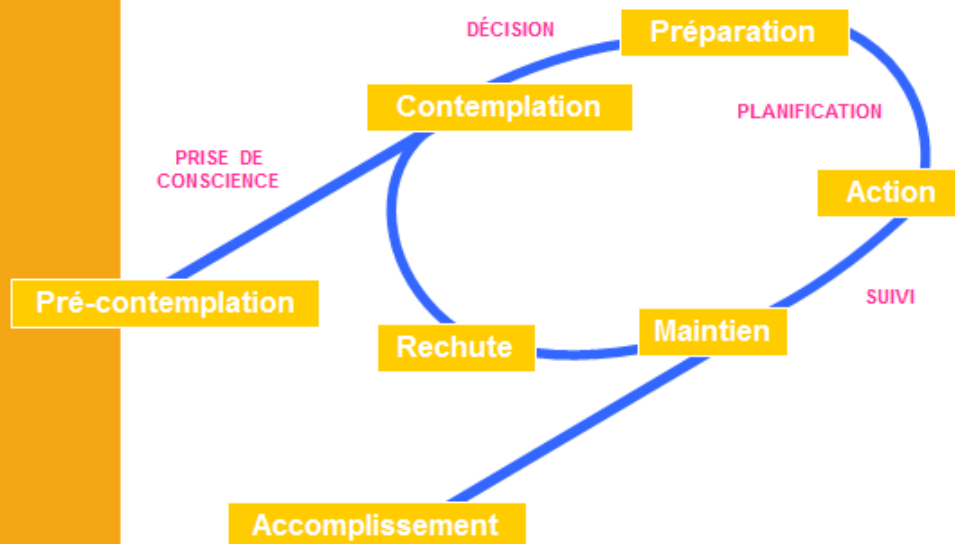 DÉCISION
Préparation
Contemplation
PLANIFICATION
PRISE DE
CONSCIENCE
Action
Pré-contemplation
SUIVI
Rechute
Maintien
Accomplissement